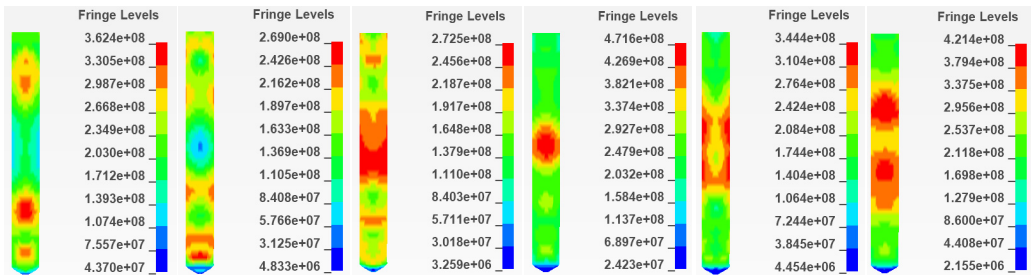 Fringe Levels
3.624e+08
3.305e+08
2.987e+08
2.668e+08
2.349e+08
2.030e+08
1.712e+08
1.393e+08
1.074e+08
7.557e+07
4.370e+07
Fringe Levels
2.690e+08
2.426e+08
2.162e+08
1.897e+08
1.633e+08
1.369e+08
1.105e+08
8.408e+07
5.766e+07
3.125e+07
4.833e+06
Fringe Levels
2.725e+08
2.456e+08
2.187e+08
1.917e+08
1.648e+08
1.379e+08
1.110e+08
8.403e+07
5.711e+07
3.018e+07
3.259e+06
Fringe Levels
4.716e+08
4.269e+08
3.821e+08
3.374e+08
2.927e+08
2.479e+08
2.032e+08
1.584e+08
1.137e+08
6.897e+07
2.423e+07
Fringe Levels
3.444e+08
3.104e+08
2.764e+08
2.424e+08
2.084e+08
1.744e+08
1.404e+08
1.064e+08
7.244e+07
3.845e+07
4.454e+06
Fringe Levels
4.214e+08
3.794e+08
3.375e+08
2.956e+08
2.537e+08
2.118e+08
1.698e+08
1.279e+08
8.600e+07
4.408e+07
2.155e+06